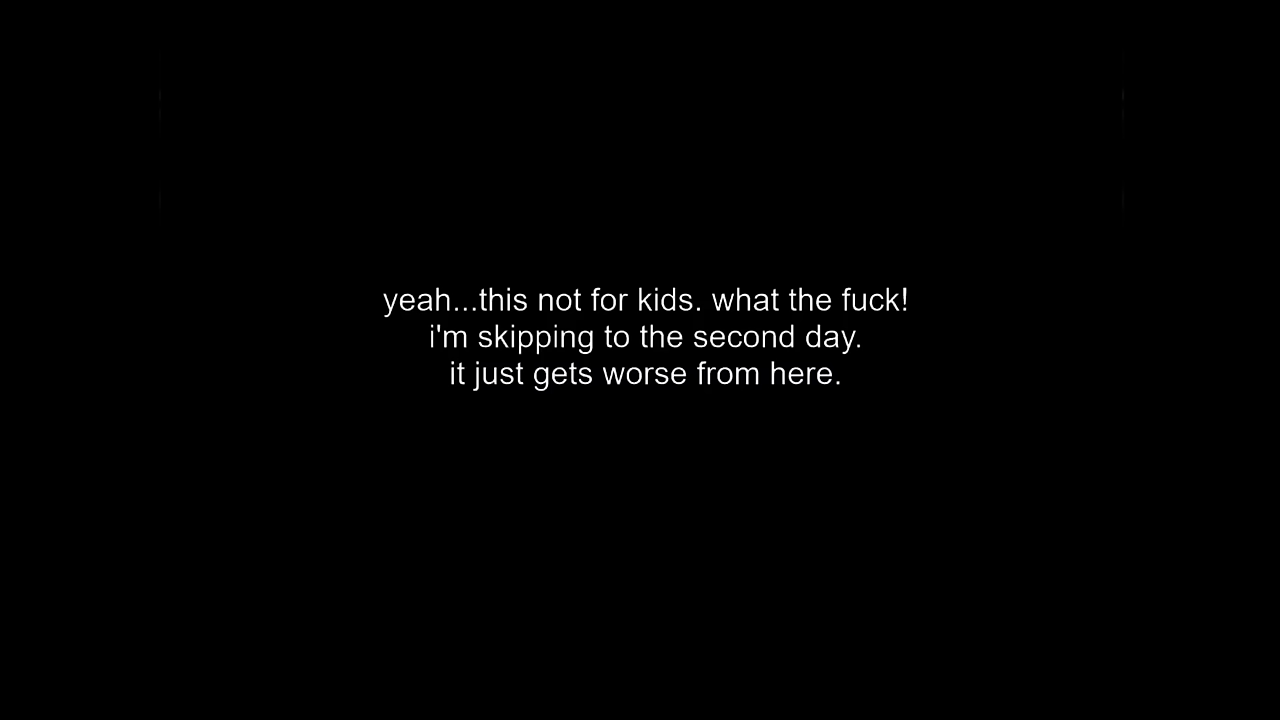 yeah...this not for kids. what the fuck!
i'm skipping to the second day.
it just gets worse from here.